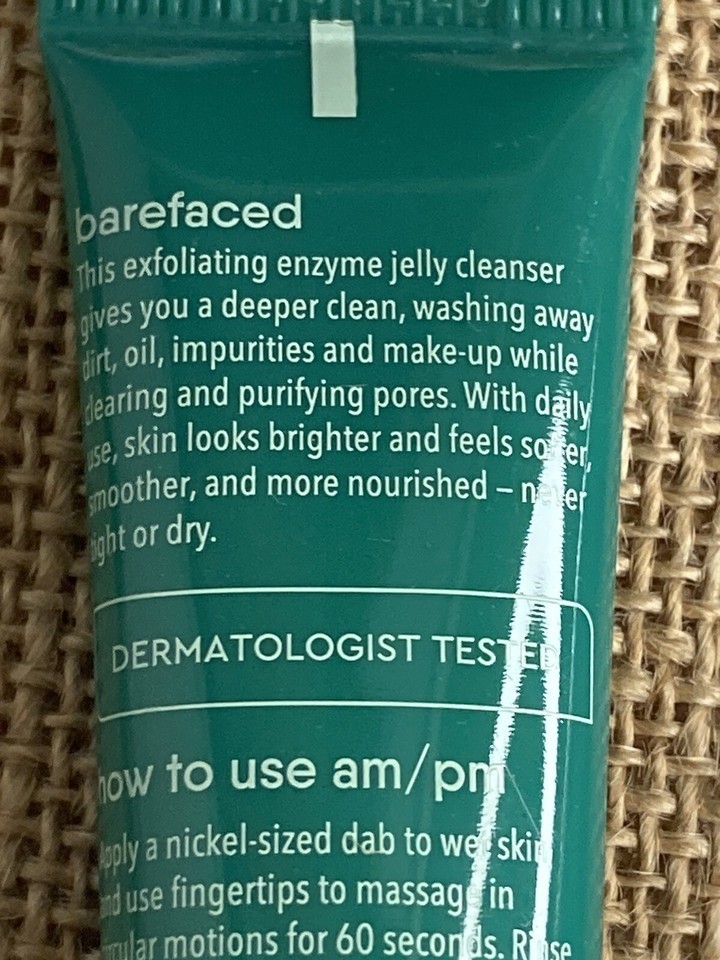 barefaced
This exfoliating enzyme jelly cleanser
gives you a deeper clean, washing away
dirt, oil, impurities and make-up while
clearing and purifying pores. With daily
use, skin looks brighter and feels softer,
smoother, and more nourished – never
tight or dry.
DERMATOLOGIST TESTED
how to use am/pm
Apply a nickel-sized dab to wet skin
and use fingertips to massage in
circular motions for 60 seconds. Rinse